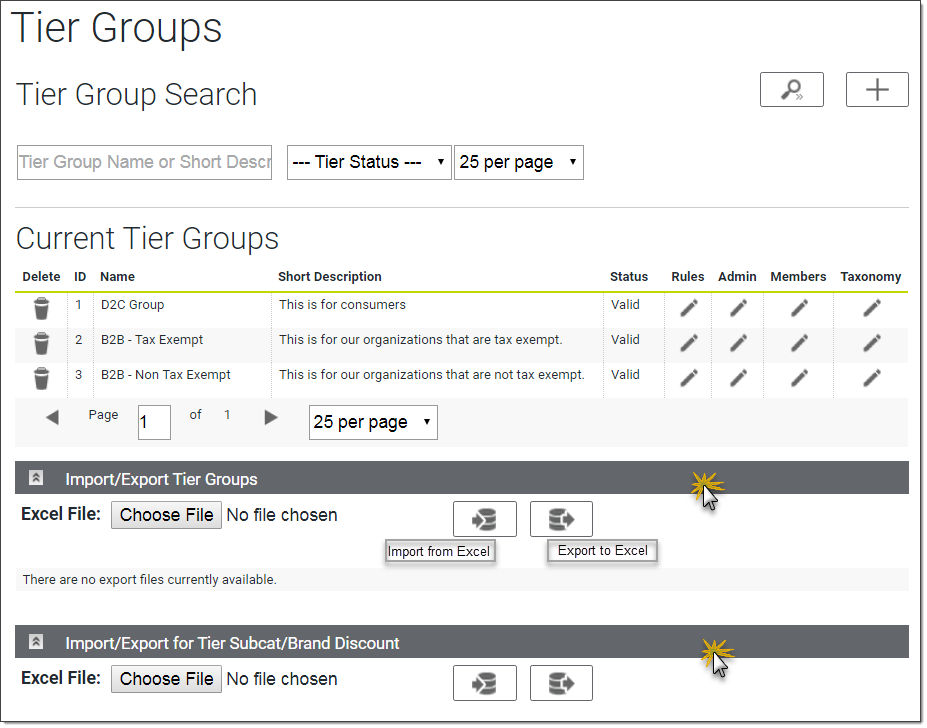 Tier Groups
Tier Group Search
Tier Group Name or Short Descr --- Tier Status --- 25 per page
Current Tier Groups
Delete ID Name Short Description Status Rules Admin Members Taxonomy
1 D2C Group This is for consumers Valid
2 B2B - Tax Exempt This is for our organizations that are tax exempt. Valid
3 B2B - Non Tax Exempt This is for our organizations that are not tax exempt. Valid
Page 1 of 1 25 per page
Import/Export Tier Groups
Excel File: Choose File No file chosen
Import from Excel Export to Excel
There are no export files currently available.
Import/Export for Tier Subcat/Brand Discount
Excel File: Choose File No file chosen